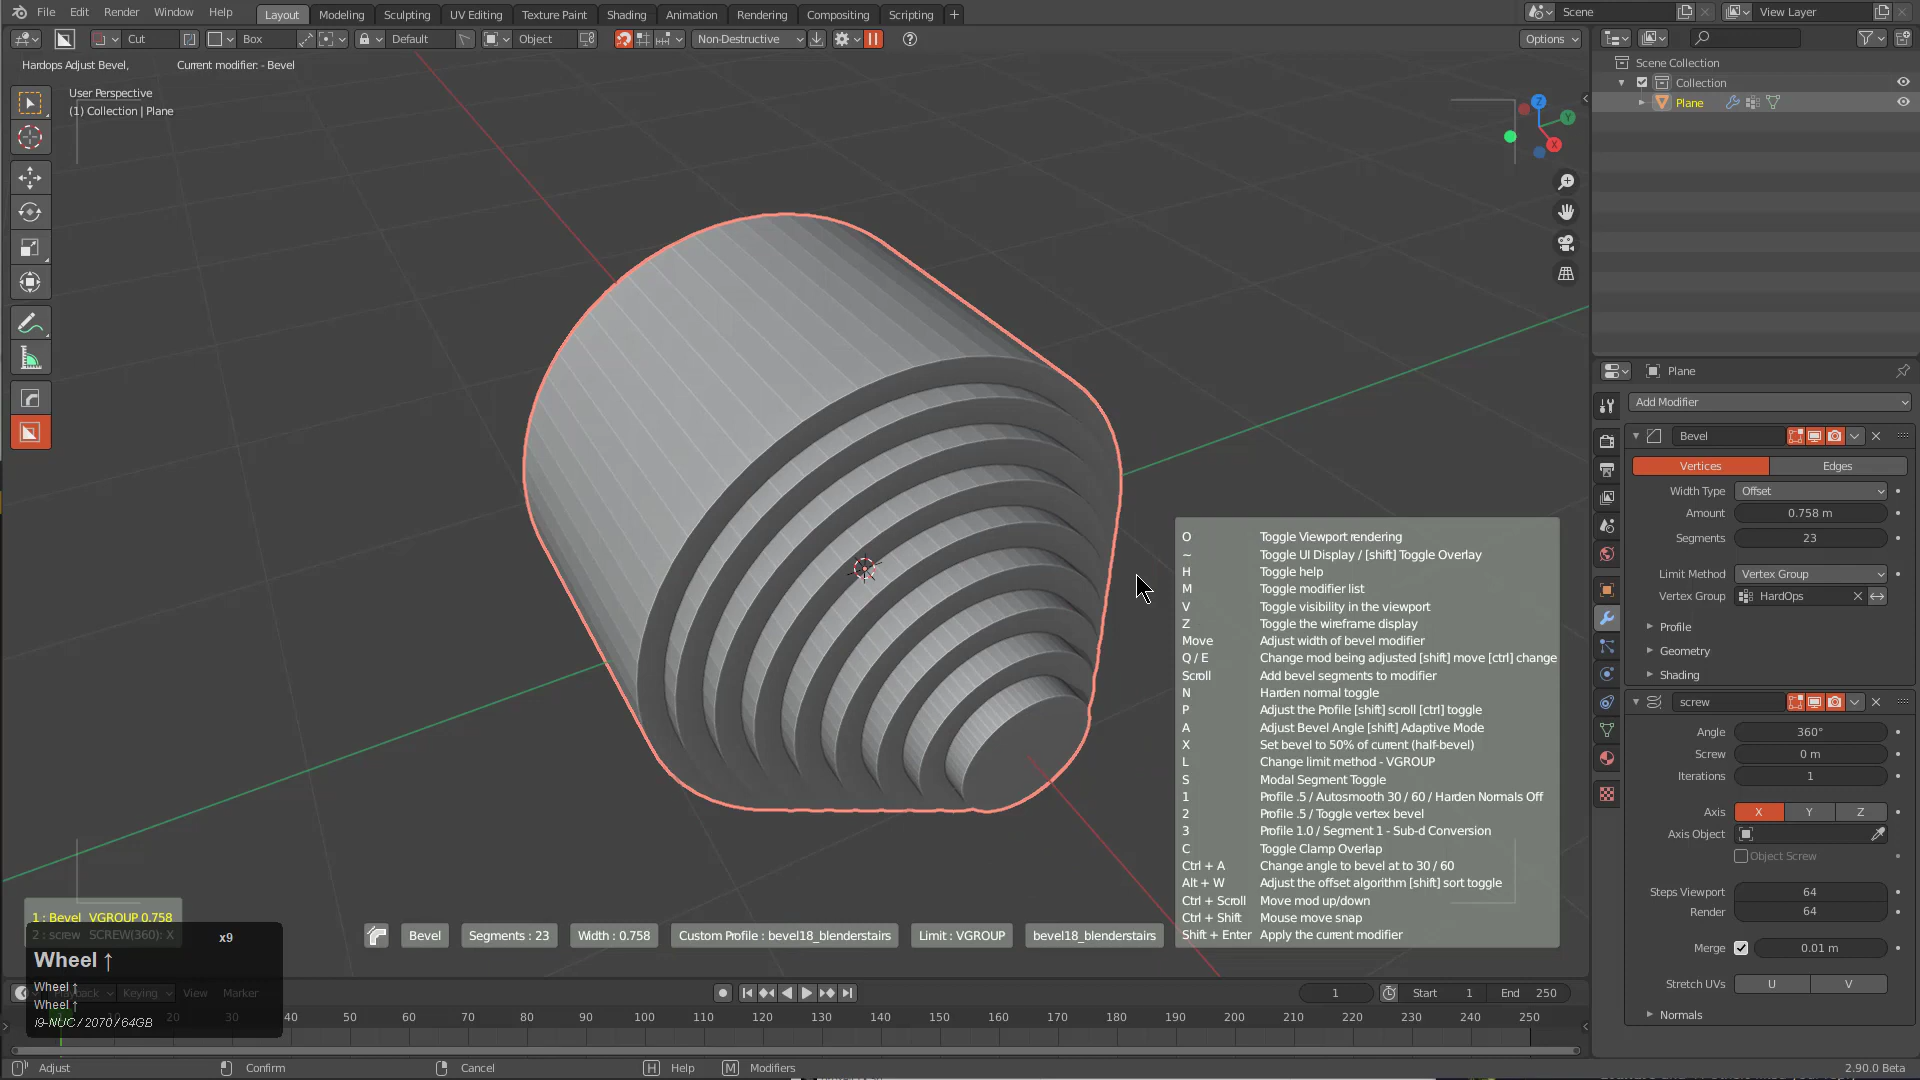 File Edit Render Window Help Layout Modeling Sculpting UV Editing Texture Paint Shading Animation Rendering Compositing Scripting + Scene View Layer
Cut Box Default Object Non-Destructive Options
Hardops Adjust Bevel, Current modifier: - Bevel
User Perspective
(1) Collection | Plane
Z
Y
X
Scene Collection
Collection
Plane
Plane
Add Modifier
Bevel
Vertices Edges
Width Type Offset
Amount 0.758 m
Segments 23
Limit Method Vertex Group
Vertex Group HardOps
Profile
Geometry
Shading
screw
Angle 360°
Screw 0 m
Iterations 1
Axis X Y Z
Axis Object
Object Screw
Steps Viewport 64
Render 64
Merge 0.01 m
Stretch UVs U V
Normals
O Toggle Viewport rendering
~ Toggle UI Display / [shift] Toggle Overlay
H Toggle help
M Toggle modifier list
V Toggle visibility in the viewport
Z Toggle the wireframe display
Move Adjust width of bevel modifier
Q / E Change mod being adjusted [shift] move [ctrl] change
Scroll Add bevel segments to modifier
N Harden normal toggle
P Adjust the Profile [shift] scroll [ctrl] toggle
A Adjust Bevel Angle [shift] Adaptive Mode
X Set bevel to 50% of current (half-bevel)
L Change limit method - VGROUP
S Modal Segment Toggle
1 Profile .5 / Autosmooth 30 / 60 / Harden Normals Off
2 Profile .5 / Toggle vertex bevel
3 Profile 1.0 / Segment 1 - Sub-d Conversion
C Toggle Clamp Overlap
Ctrl + A Change angle to bevel at to 30 / 60
Alt + W Adjust the offset algorithm [shift] sort toggle
Ctrl + Scroll Move mod up/down
Ctrl + Shift Mouse move snap
Shift + Enter Apply the current modifier
1 : Bevel VGROUP 0.758
2 : screw SCREW(360): X
x9
Wheel ↑
Wheel ↑
Wheel ↑
i9-NUC / 2070 / 64GB
Bevel Segments : 23 Width : 0.758 Custom Profile : bevel18_blenderstairs Limit : VGROUP bevel18_blenderstairs
Playback Keying View Marker 1 Start 1 End 250
10 20 30 40 50 60 70 80 90 100 110 120 130 140 150 160 170 180 190 200 210 220 230 240 250
Adjust Confirm Cancel H Help M Modifiers 2.90.0 Beta